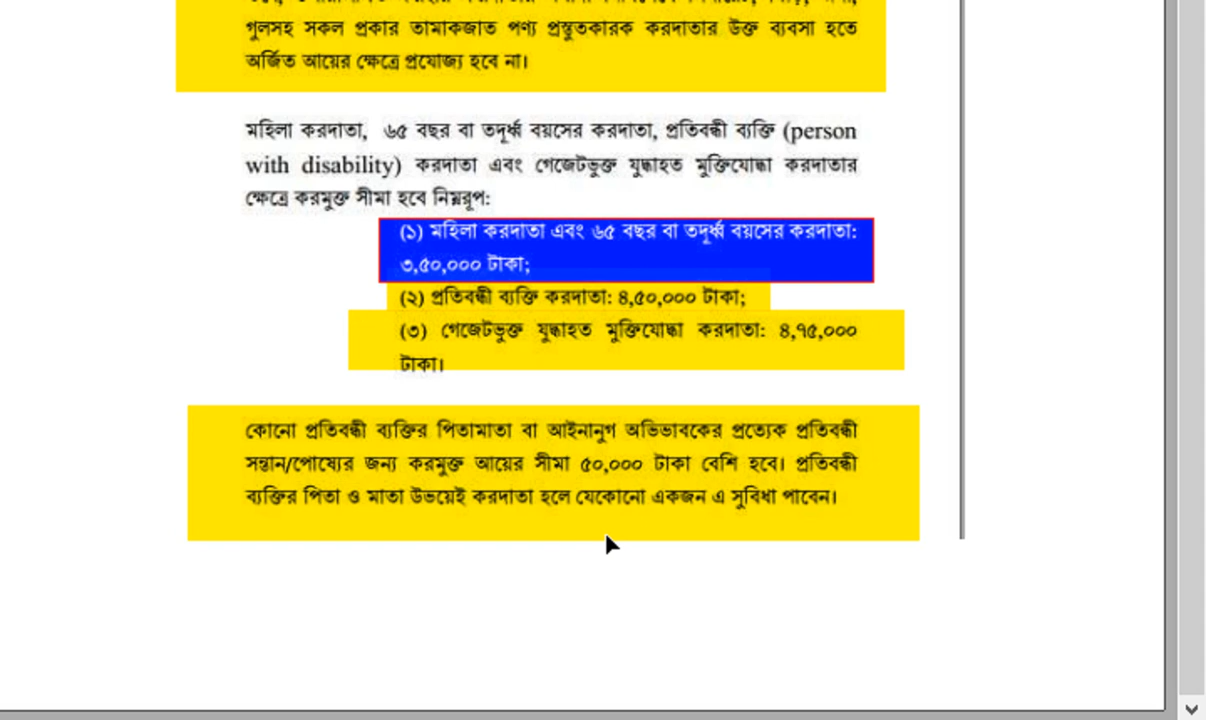 গুলসহ সকল প্রকার তামাকজাত পণ্য প্রস্তুতকারক করদাতার উক্ত ব্যবসা হতে
অর্জিত আয়ের ক্ষেত্রে প্রযোজ্য হবে না।
মহিলা করদাতা, ৬৫ বছর বা তদূর্ধ্ব বয়সের করদাতা, প্রতিবন্ধী ব্যক্তি (person
with disability) করদাতা এবং গেজেটভুক্ত যুদ্ধাহত মুক্তিযোদ্ধা করদাতার
ক্ষেত্রে করমুক্ত সীমা হবে নিম্নরূপ:
(১) মহিলা করদাতা এবং ৬৫ বছর বা তদূর্ধ্ব বয়সের করদাতা:
৩,৫০,০০০ টাকা;
(২) প্রতিবন্ধী ব্যক্তি করদাতা: ৪,৫০,০০০ টাকা;
(৩) গেজেটভুক্ত যুদ্ধাহত মুক্তিযোদ্ধা করদাতা: ৪,৭৫,০০০
টাকা।
কোনো প্রতিবন্ধী ব্যক্তির পিতামাতা বা আইনানুগ অভিভাবকের প্রত্যেক প্রতিবন্ধী
সন্তান/পোষ্যের জন্য করমুক্ত আয়ের সীমা ৫০,০০০ টাকা বেশি হবে। প্রতিবন্ধী
ব্যক্তির পিতা ও মাতা উভয়েই করদাতা হলে যেকোনো একজন এ সুবিধা পাবেন।